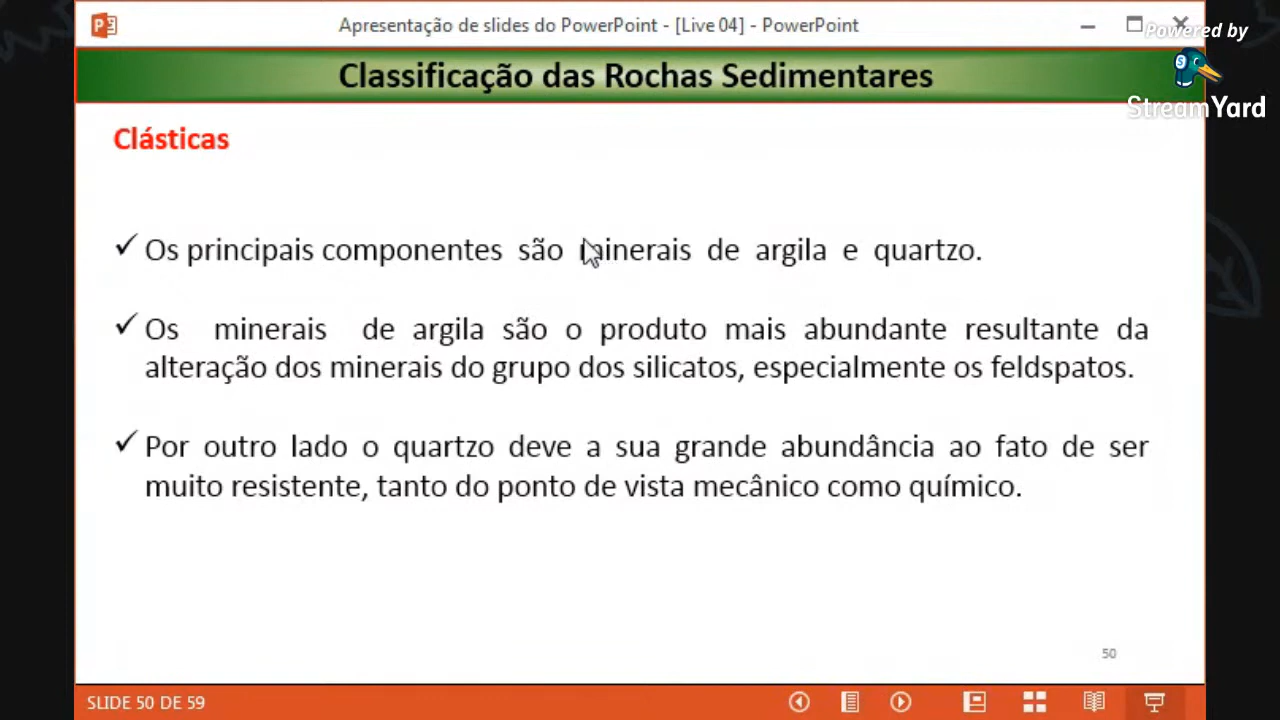 Apresentação de slides do PowerPoint - [Live 04] - PowerPoint
Powered by
StreamYard
Classificação das Rochas Sedimentares
Clásticas
✓ Os principais componentes são minerais de argila e quartzo.
✓ Os minerais de argila são o produto mais abundante resultante da
alteração dos minerais do grupo dos silicatos, especialmente os feldspatos.
✓ Por outro lado o quartzo deve a sua grande abundância ao fato de ser
muito resistente, tanto do ponto de vista mecânico como químico.
50
SLIDE 50 DE 59